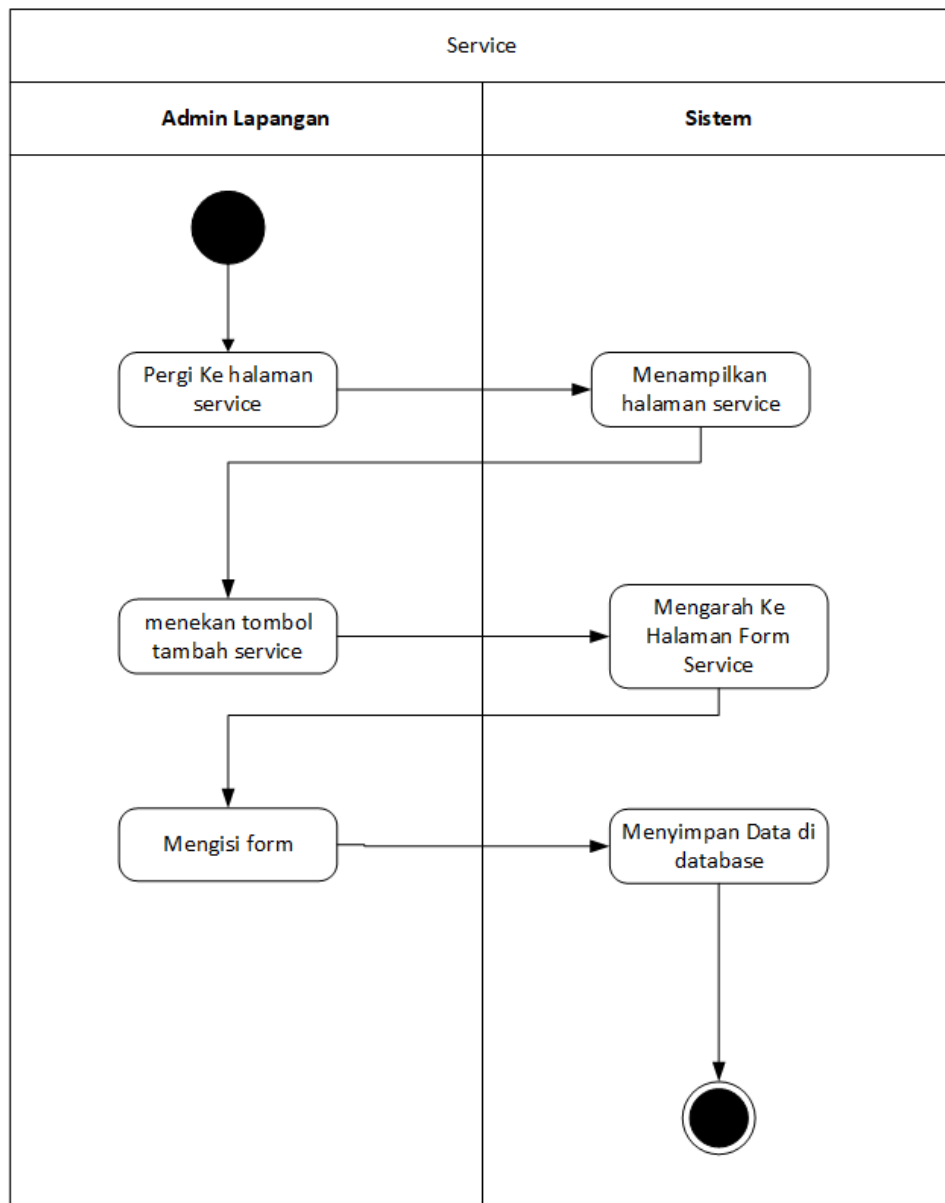 Service
Admin Lapangan
Sistem
Pergi Ke halaman
service
Menampilkan
halaman service
menekan tombol
tambah service
Mengarah Ke
Halaman Form
Service
Mengisi form
Menyimpan Data di
database